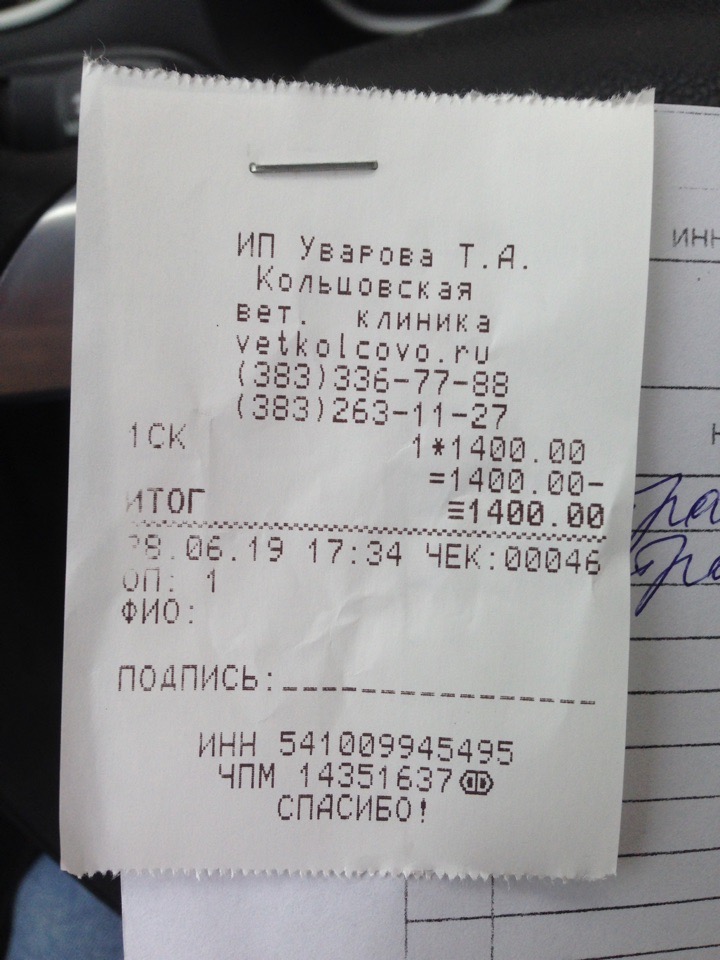 ИП Уварова Т.А.
Кольцовская
вет. клиника
vetkolcovo.ru
(383)336-77-88
(383)263-11-27
1СК 1*1400.00
=1400.00-
ИТОГ ≡1400.00
28.06.19 17:34 ЧЕК:00046
ОП: 1
ФИО:
ПОДПИСЬ:________________
ИНН 541009945495
ЧПМ 14351637
СПАСИБО!
ИНН